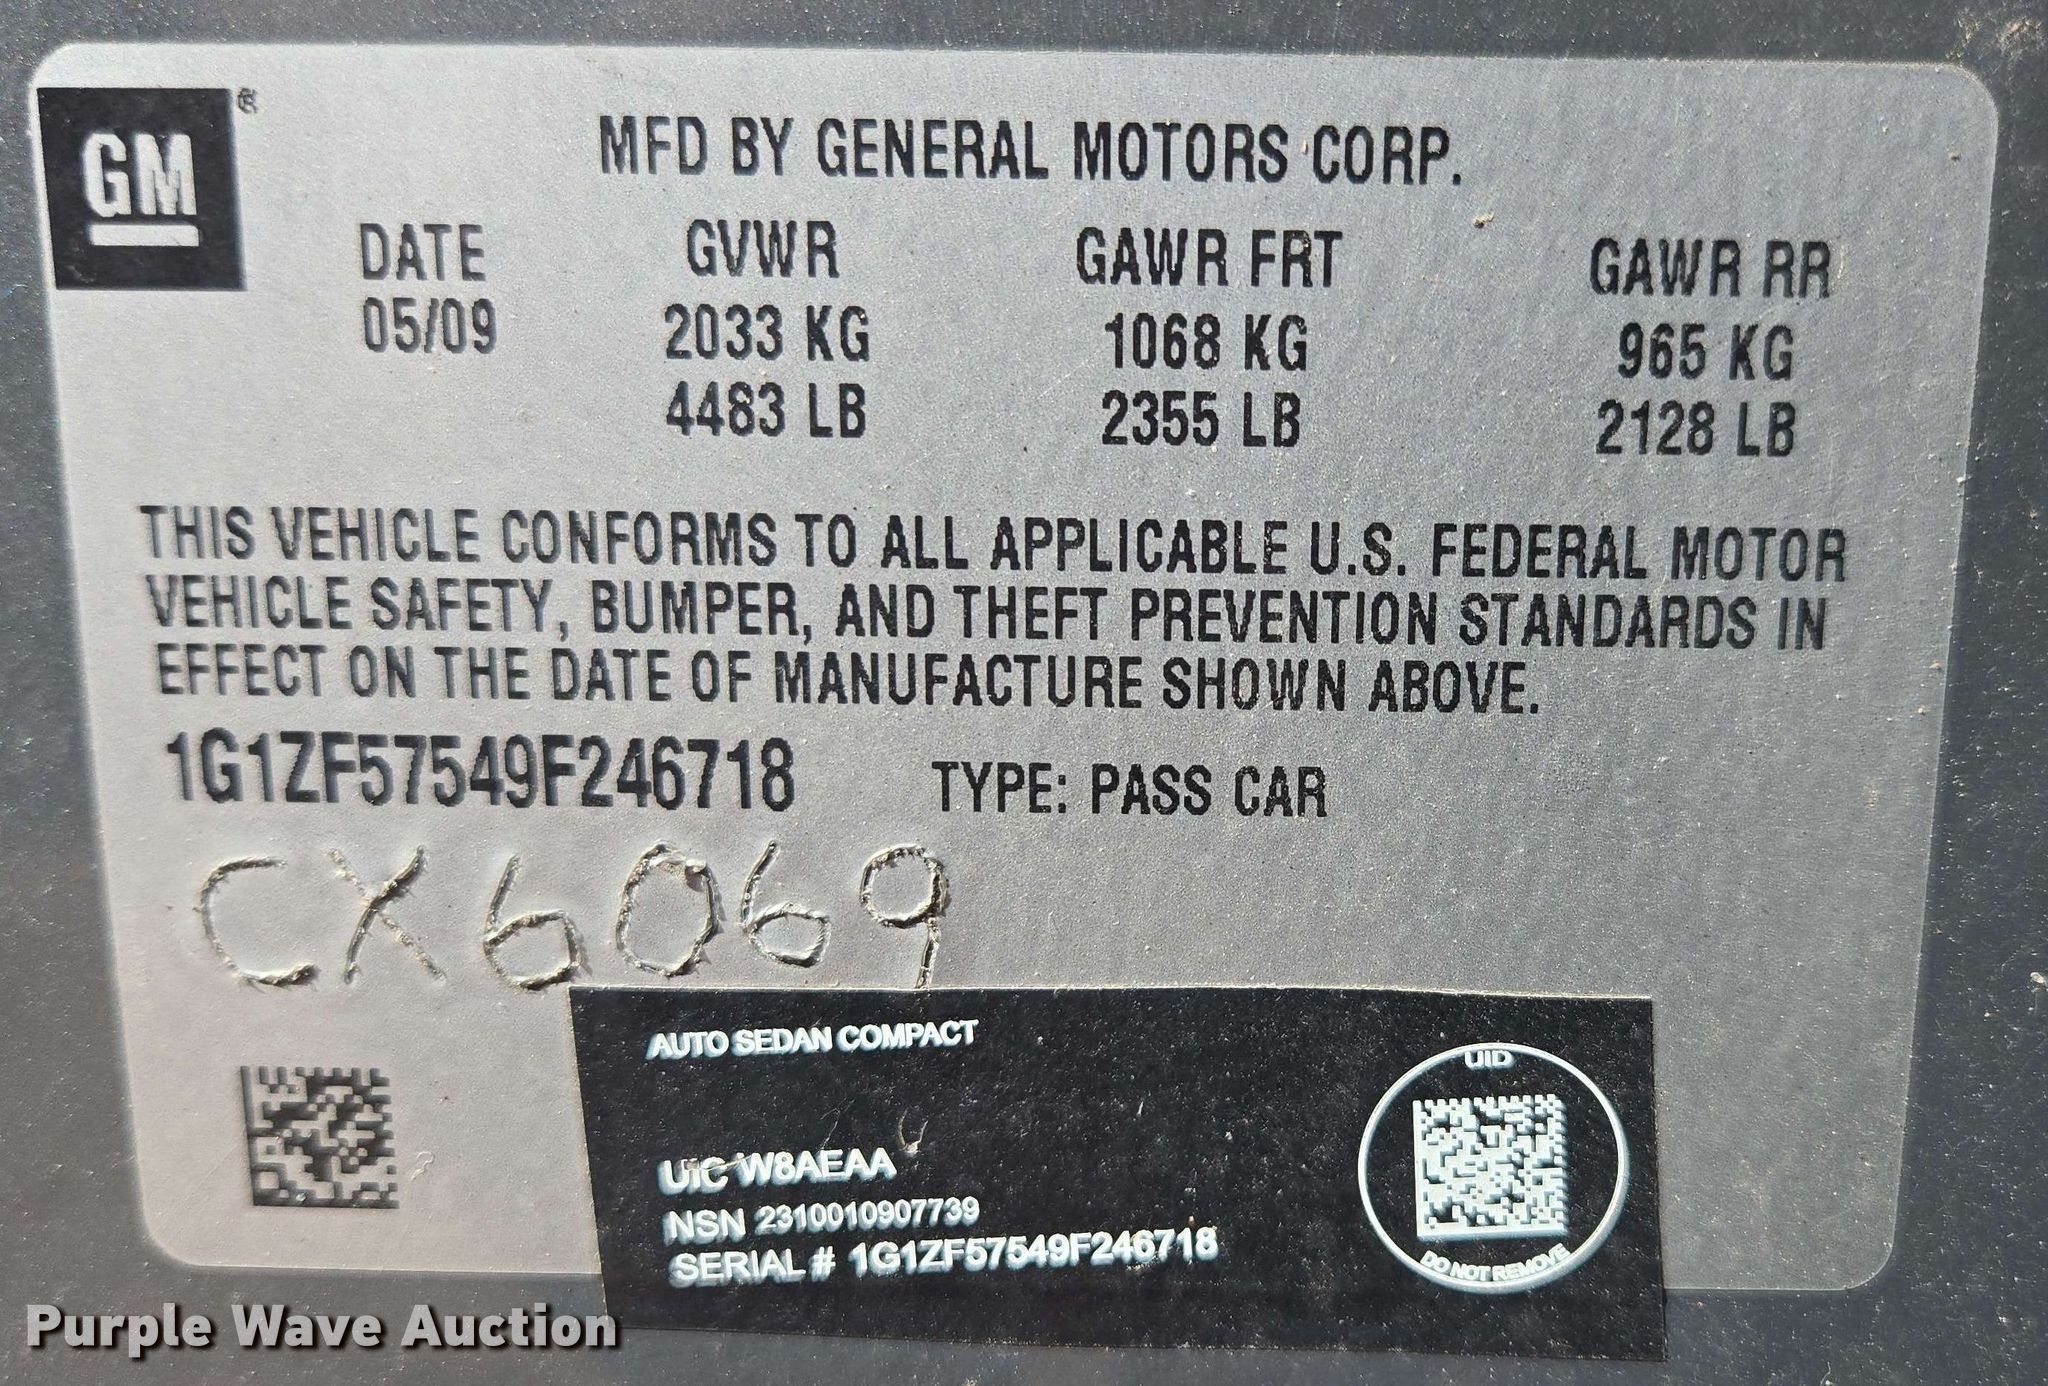 GM ®
MFD BY GENERAL MOTORS CORP.
DATE GVWR GAWR FRT GAWR RR
05/09 2033 KG 1068 KG 965 KG
4483 LB 2355 LB 2128 LB
THIS VEHICLE CONFORMS TO ALL APPLICABLE U.S. FEDERAL MOTOR
VEHICLE SAFETY, BUMPER, AND THEFT PREVENTION STANDARDS IN
EFFECT ON THE DATE OF MANUFACTURE SHOWN ABOVE.
1G1ZF57549F246718 TYPE: PASS CAR
CX6069
AUTO SEDAN COMPACT
UID
UIC W8AEAA
NSN 2310010907739
SERIAL # 1G1ZF57549F246718
DO NOT REMOVE
Purple Wave Auction